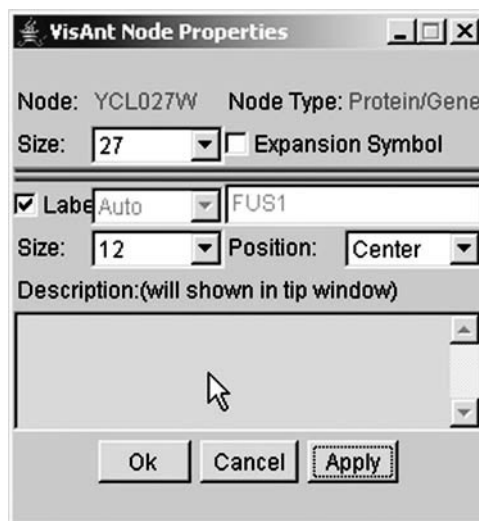 VisAnt Node Properties
Node: YCL027W Node Type: Protein/Gene
Size: 27 Expansion Symbol
Labe Auto FUS1
Size: 12 Position: Center
Description:(will shown in tip window)
Ok Cancel Apply